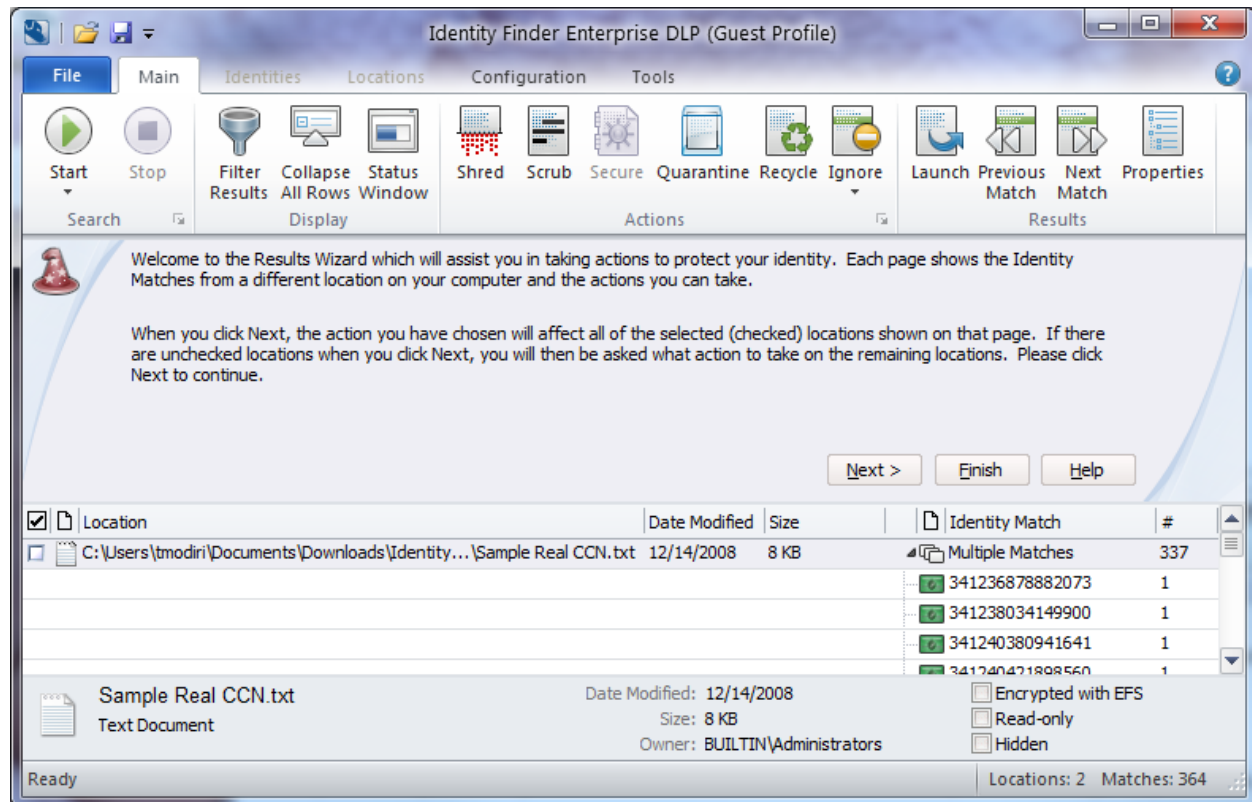 Identity Finder Enterprise DLP (Guest Profile)
File Main Identities Locations Configuration Tools
Start Stop Filter Results Collapse All Rows Status Window Shred Scrub Secure Quarantine Recycle Ignore Launch Previous Match Next Match Properties
Search Display Actions Results
Welcome to the Results Wizard which will assist you in taking actions to protect your identity. Each page shows the Identity
Matches from a different location on your computer and the actions you can take.
When you click Next, the action you have chosen will affect all of the selected (checked) locations shown on that page. If there
are unchecked locations when you click Next, you will then be asked what action to take on the remaining locations. Please click
Next to continue.
Next > Finish Help
Location Date Modified Size Identity Match #
C:\Users\tmodiri\Documents\Downloads\Identity...\Sample Real CCN.txt 12/14/2008 8 KB Multiple Matches 337
341236878882073 1
341238034149900 1
341240380941641 1
341240421898560 1
Sample Real CCN.txt Date Modified: 12/14/2008 Encrypted with EFS
Text Document Size: 8 KB Read-only
Owner: BUILTIN\Administrators Hidden
Ready Locations: 2 Matches: 364